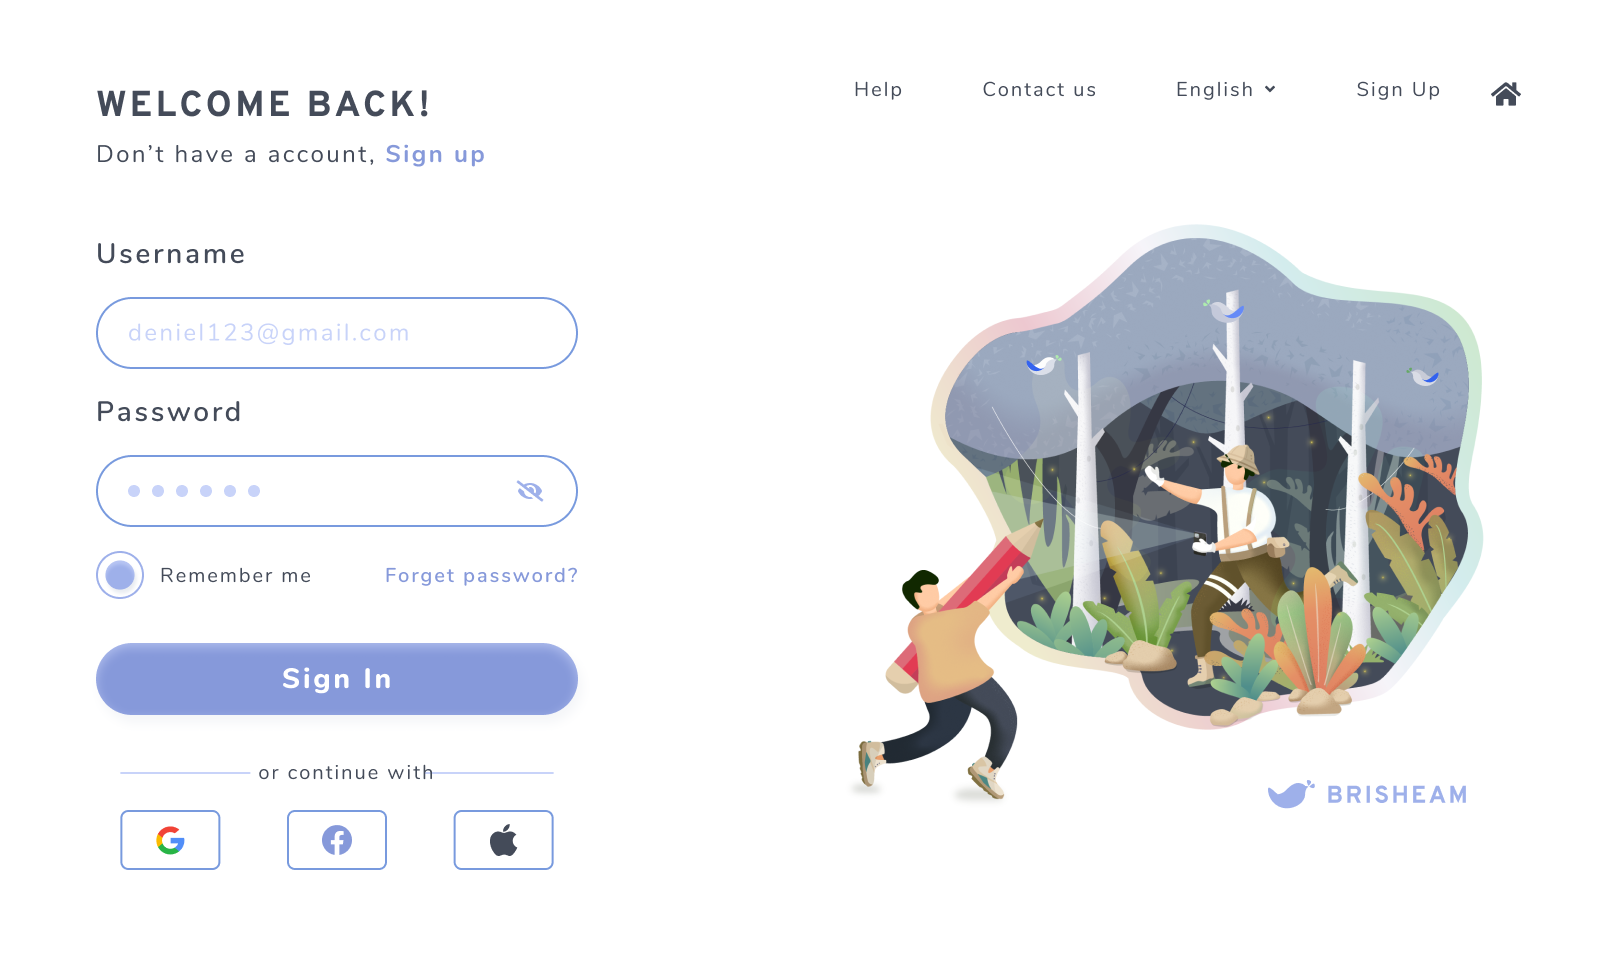 WELCOME BACK!
Don’t have a account, Sign up
Help
Contact us
English
Sign Up
Username
deniel123@gmail.com
Password
Remember me
Forget password?
Sign In
or continue with
BRISHEAM